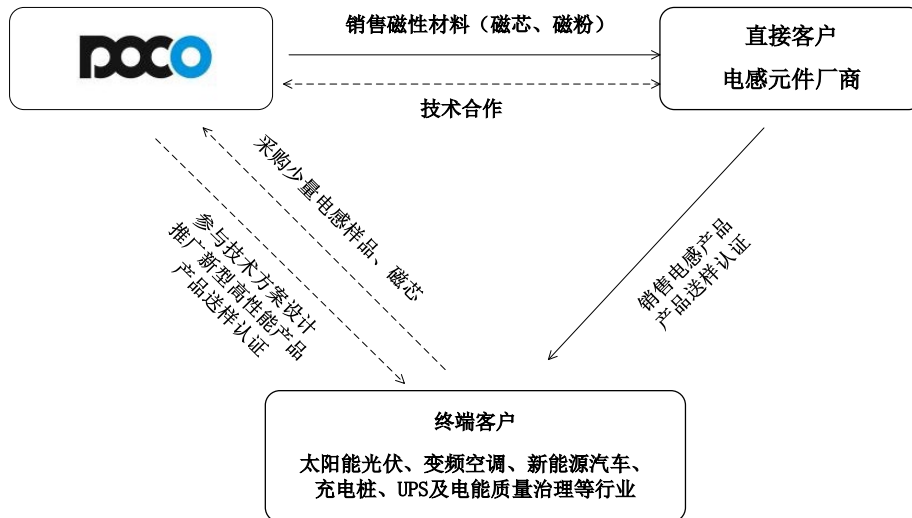 POCO
销售磁性材料（磁芯、磁粉）
技术合作
直接客户
电感元件厂商
采购少量电感样品、磁芯
参与技术方案设计
推广新型高性能产品
产品送样认证
销售电感产品
产品送样认证
终端客户
太阳能光伏、变频空调、新能源汽车、
充电桩、UPS及电能质量治理等行业